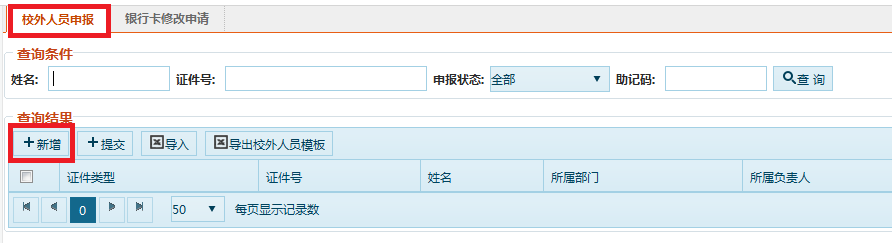 校外人员申报 银行卡修改申请
查询条件
姓名: 证件号: 申报状态: 全部 助记码: 查 询
查询结果
新增 提交 导入 导出校外人员模板
证件类型 证件号 姓名 所属部门 所属负责人
0 50 每页显示记录数